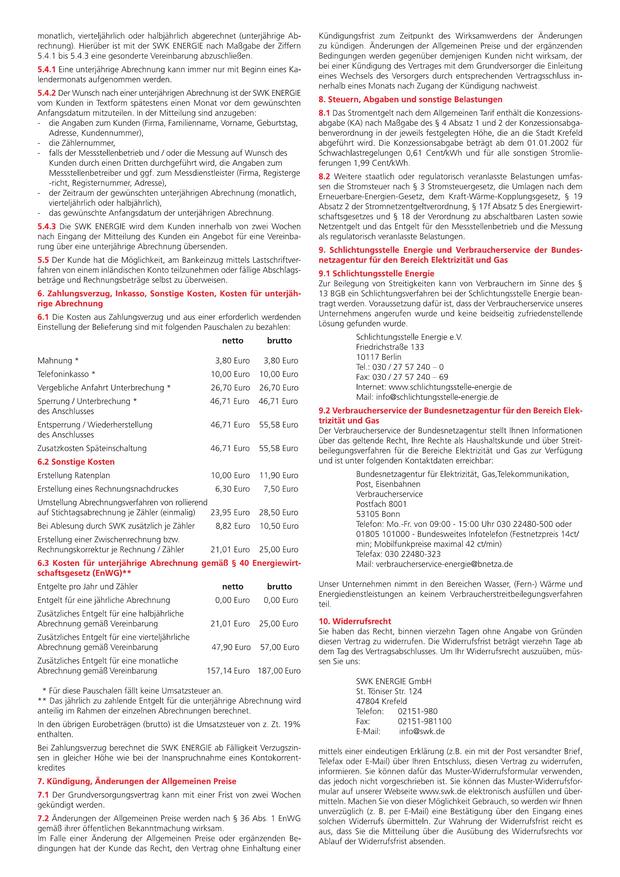 monatlich, vierteljährlich oder halbjährlich abgerechnet (unterjährige Ab-
rechnung). Hierüber ist mit der SWK ENERGIE nach Maßgabe der Ziffern
5.4.1 bis 5.4.3 eine gesonderte Vereinbarung abzuschließen.
5.4.1 Eine unterjährige Abrechnung kann immer nur mit Beginn eines Ka-
lendermonats aufgenommen werden.
5.4.2 Der Wunsch nach einer unterjährigen Abrechnung ist der SWK ENERGIE
vom Kunden in Textform spätestens einen Monat vor dem gewünschten
Anfangsdatum mitzuteilen. In der Mitteilung sind anzugeben:
- die Angaben zum Kunden (Firma, Familienname, Vorname, Geburtstag,
Adresse, Kundennummer),
- die Zählernummer,
- falls der Messstellenbetrieb und / oder die Messung auf Wunsch des
Kunden durch einen Dritten durchgeführt wird, die Angaben zum
Messstellenbetreiber und ggf. zum Messdienstleister (Firma, Registerge
-richt, Registernummer, Adresse),
- der Zeitraum der gewünschten unterjährigen Abrechnung (monatlich,
vierteljährlich oder halbjährlich),
- das gewünschte Anfangsdatum der unterjährigen Abrechnung.
5.4.3 Die SWK ENERGIE wird dem Kunden innerhalb von zwei Wochen
nach Eingang der Mitteilung des Kunden ein Angebot für eine Vereinba-
rung über eine unterjährige Abrechnung übersenden.
5.5 Der Kunde hat die Möglichkeit, am Bankeinzug mittels Lastschriftver-
fahren von einem inländischen Konto teilzunehmen oder fällige Abschlags-
beträge und Rechnungsbeträge selbst zu überweisen.
6. Zahlungsverzug, Inkasso, Sonstige Kosten, Kosten für unterjäh-
rige Abrechnung
6.1 Die Kosten aus Zahlungsverzug und aus einer erforderlich werdenden
Einstellung der Belieferung sind mit folgenden Pauschalen zu bezahlen:
netto brutto
Mahnung * 3,80 Euro 3,80 Euro
Telefoninkasso * 10,00 Euro 10,00 Euro
Vergebliche Anfahrt Unterbrechung * 26,70 Euro 26,70 Euro
Sperrung / Unterbrechung * 46,71 Euro 46,71 Euro
des Anschlusses
Entsperrung / Wiederherstellung 46,71 Euro 55,58 Euro
des Anschlusses
Zusatzkosten Späteinschaltung 46,71 Euro 55,58 Euro
6.2 Sonstige Kosten
Erstellung Ratenplan 10,00 Euro 11,90 Euro
Erstellung eines Rechnungsnachdruckes 6,30 Euro 7,50 Euro
Umstellung Abrechnungsverfahren von rollierend
auf Stichtagsabrechnung je Zähler (einmalig) 23,95 Euro 28,50 Euro
Bei Ablesung durch SWK zusätzlich je Zähler 8,82 Euro 10,50 Euro
Erstellung einer Zwischenrechnung bzw.
Rechnungskorrektur je Rechnung / Zähler 21,01 Euro 25,00 Euro
6.3 Kosten für unterjährige Abrechnung gemäß § 40 Energiewirt-
schaftsgesetz (EnWG)**
Entgelte pro Jahr und Zähler netto brutto
Entgelt für eine jährliche Abrechnung 0,00 Euro 0,00 Euro
Zusätzliches Entgelt für eine halbjährliche
Abrechnung gemäß Vereinbarung 21,01 Euro 25,00 Euro
Zusätzliches Entgelt für eine vierteljährliche
Abrechnung gemäß Vereinbarung 47,90 Euro 57,00 Euro
Zusätzliches Entgelt für eine monatliche
Abrechnung gemäß Vereinbarung 157,14 Euro 187,00 Euro
* Für diese Pauschalen fällt keine Umsatzsteuer an.
** Das jährlich zu zahlende Entgelt für die unterjährige Abrechnung wird
anteilig im Rahmen der einzelnen Abrechnungen berechnet.
In den übrigen Eurobeträgen (brutto) ist die Umsatzsteuer von z. Zt. 19%
enthalten.
Bei Zahlungsverzug berechnet die SWK ENERGIE ab Fälligkeit Verzugszin-
sen in gleicher Höhe wie bei der Inanspruchnahme eines Kontokorrent-
kredites
7. Kündigung, Änderungen der Allgemeinen Preise
7.1 Der Grundversorgungsvertrag kann mit einer Frist von zwei Wochen
gekündigt werden.
7.2 Änderungen der Allgemeinen Preise werden nach § 36 Abs. 1 EnWG
gemäß ihrer öffentlichen Bekanntmachung wirksam.
Im Falle einer Änderung der Allgemeinen Preise oder ergänzenden Be-
dingungen hat der Kunde das Recht, den Vertrag ohne Einhaltung einer
Kündigungsfrist zum Zeitpunkt des Wirksamwerdens der Änderungen
zu kündigen. Änderungen der Allgemeinen Preise und der ergänzenden
Bedingungen werden gegenüber demjenigen Kunden nicht wirksam, der
bei einer Kündigung des Vertrages mit dem Grundversorger die Einleitung
eines Wechsels des Versorgers durch entsprechenden Vertragsschluss in-
nerhalb eines Monats nach Zugang der Kündigung nachweist.
8. Steuern, Abgaben und sonstige Belastungen
8.1 Das Stromentgelt nach dem Allgemeinen Tarif enthält die Konzessions-
abgabe (KA) nach Maßgabe des § 4 Absatz 1 und 2 der Konzessionsabga-
benverordnung in der jeweils festgelegten Höhe, die an die Stadt Krefeld
abgeführt wird. Die Konzessionsabgabe beträgt ab dem 01.01.2002 für
Schwachlastregelungen 0,61 Cent/kWh und für alle sonstigen Stromlie-
ferungen 1,99 Cent/kWh.
8.2 Weitere staatlich oder regulatorisch veranlasste Belastungen umfas-
sen die Stromsteuer nach § 3 Stromsteuergesetz, die Umlagen nach dem
Erneuerbare-Energien-Gesetz, dem Kraft-Wärme-Kopplungsgesetz, § 19
Absatz 2 der Stromnetzentgeltverordnung, § 17f Absatz 5 des Energiewirt-
schaftsgesetzes und § 18 der Verordnung zu abschaltbaren Lasten sowie
Netzentgelt und das Entgelt für den Messstellenbetrieb und die Messung
als regulatorisch veranlasste Belastungen.
9. Schlichtungsstelle Energie und Verbraucherservice der Bundes-
netzagentur für den Bereich Elektrizität und Gas
9.1 Schlichtungsstelle Energie
Zur Beilegung von Streitigkeiten kann von Verbrauchern im Sinne des §
13 BGB ein Schlichtungsverfahren bei der Schlichtungsstelle Energie bean-
tragt werden. Voraussetzung dafür ist, dass der Verbraucherservice unseres
Unternehmens angerufen wurde und keine beidseitig zufriedenstellende
Lösung gefunden wurde.
Schlichtungsstelle Energie e.V.
Friedrichstraße 133
10117 Berlin
Tel.: 030 / 27 57 240 – 0
Fax: 030 / 27 57 240 – 69
Internet: www.schlichtungsstelle-energie.de
Mail: info@schlichtungsstelle-energie.de
9.2 Verbraucherservice der Bundesnetzagentur für den Bereich Elek-
trizität und Gas
Der Verbraucherservice der Bundesnetzagentur stellt Ihnen Informationen
über das geltende Recht, Ihre Rechte als Haushaltskunde und über Streit-
beilegungsverfahren für die Bereiche Elektrizität und Gas zur Verfügung
und ist unter folgenden Kontaktdaten erreichbar:
Bundesnetzagentur für Elektrizität, Gas,Telekommunikation,
Post, Eisenbahnen
Verbraucherservice
Postfach 8001
53105 Bonn
Telefon: Mo.-Fr. von 09:00 - 15:00 Uhr 030 22480-500 oder
01805 101000 - Bundesweites Infotelefon (Festnetzpreis 14ct/
min; Mobilfunkpreise maximal 42 ct/min)
Telefax: 030 22480-323
Mail: verbraucherservice-energie@bnetza.de
Unser Unternehmen nimmt in den Bereichen Wasser, (Fern-) Wärme und
Energiedienstleistungen an keinem Verbraucherstreitbeilegungsverfahren
teil.
10. Widerrufsrecht
Sie haben das Recht, binnen vierzehn Tagen ohne Angabe von Gründen
diesen Vertrag zu widerrufen. Die Widerrufsfrist beträgt vierzehn Tage ab
dem Tag des Vertragsabschlusses. Um Ihr Widerrufsrecht auszuüben, müs-
sen Sie uns:
SWK ENERGIE GmbH
St. Töniser Str. 124
47804 Krefeld
Telefon: 02151-980
Fax: 02151-981100
E-Mail: info@swk.de
mittels einer eindeutigen Erklärung (z.B. ein mit der Post versandter Brief,
Telefax oder E-Mail) über Ihren Entschluss, diesen Vertrag zu widerrufen,
informieren. Sie können dafür das Muster-Widerrufsformular verwenden,
das jedoch nicht vorgeschrieben ist. Sie können das Muster-Widerrufsfor-
mular auf unserer Webseite www.swk.de elektronisch ausfüllen und über-
mitteln. Machen Sie von dieser Möglichkeit Gebrauch, so werden wir Ihnen
unverzüglich (z. B. per E-Mail) eine Bestätigung über den Eingang eines
solchen Widerrufs übermitteln. Zur Wahrung der Widerrufsfrist reicht es
aus, dass Sie die Mitteilung über die Ausübung des Widerrufsrechts vor
Ablauf der Widerrufsfrist absenden.